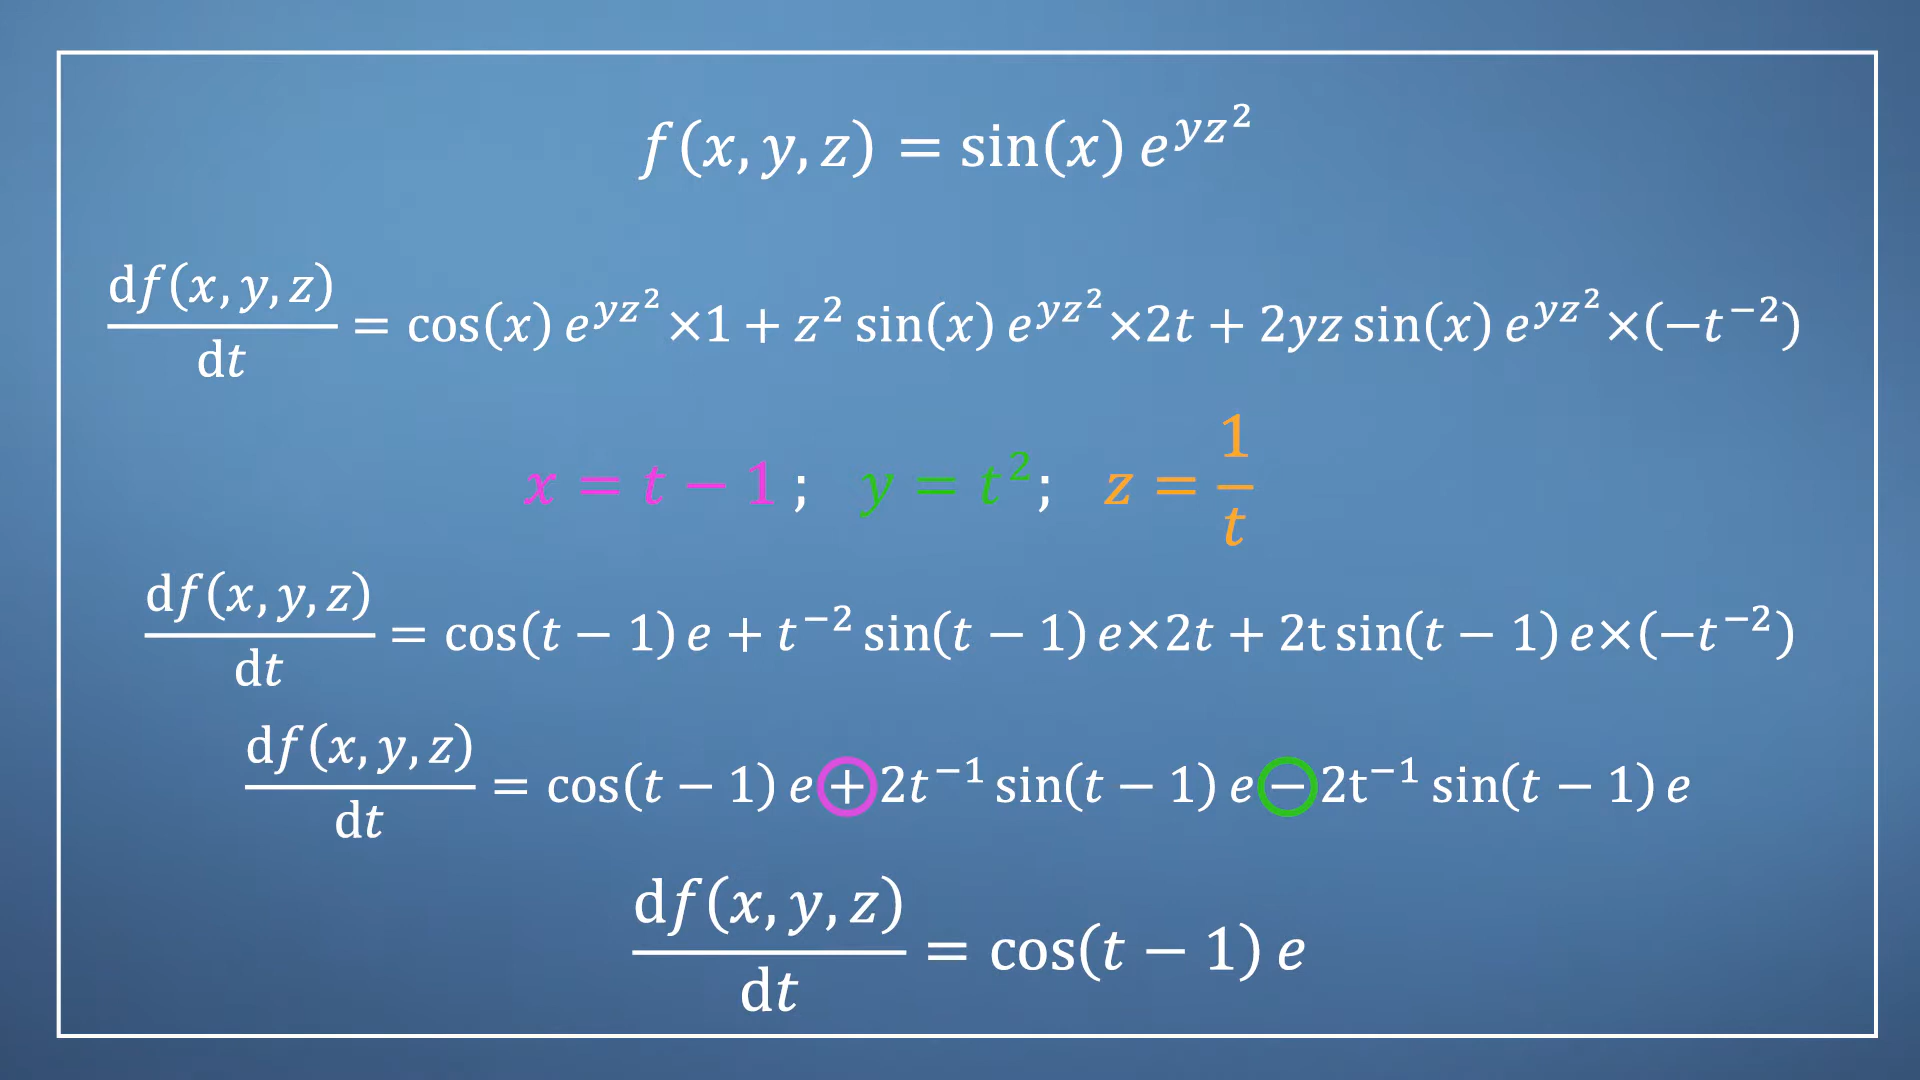 f(x, y, z) = sin(x) e^{yz^2}
df(x, y, z)/dt = cos(x) e^{yz^2}×1 + z^2 sin(x) e^{yz^2}×2t + 2yz sin(x) e^{yz^2}×(−t^{−2})
x = t − 1 ; y = t^2; z = 1/t
df(x, y, z)/dt = cos(t − 1) e + t^{−2} sin(t − 1) e×2t + 2t sin(t − 1) e×(−t^{−2})
df(x, y, z)/dt = cos(t − 1) e + 2t^{−1} sin(t − 1) e − 2t^{−1} sin(t − 1) e
df(x, y, z)/dt = cos(t − 1) e